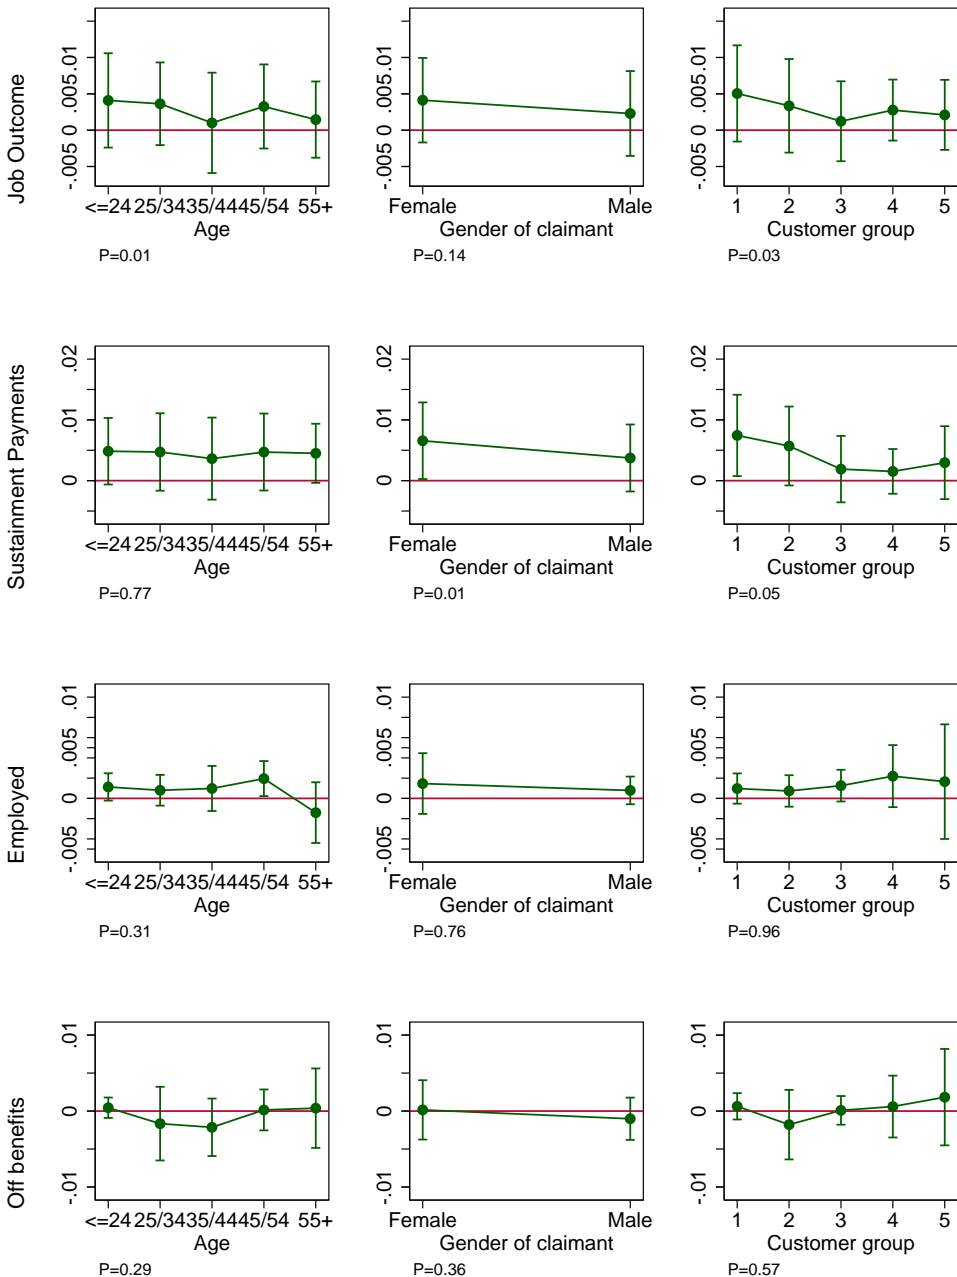 Job Outcome
-.005 0 .005 .01
<=24 25/34 35/44 45/54 55+
Age
P=0.01
Female Male
Gender of claimant
P=0.14
-.005 0 .005 .01
-.005 0 .005 .01
1 2 3 4 5
Customer group
P=0.03
Sustainment Payments
0 .01 .02
<=24 25/34 35/44 45/54 55+
Age
P=0.77
0 .01 .02
Female Male
Gender of claimant
P=0.01
0 .01 .02
1 2 3 4 5
Customer group
P=0.05
Employed
-.005 0 .005 .01
<=24 25/34 35/44 45/54 55+
Age
P=0.31
-.005 0 .005 .01
Female Male
Gender of claimant
P=0.76
-.005 0 .005 .01
1 2 3 4 5
Customer group
P=0.96
Off benefits
-.01 0 .01
<=24 25/34 35/44 45/54 55+
Age
P=0.29
-.01 0 .01
Female Male
Gender of claimant
P=0.36
-.01 0 .01
1 2 3 4 5
Customer group
P=0.57